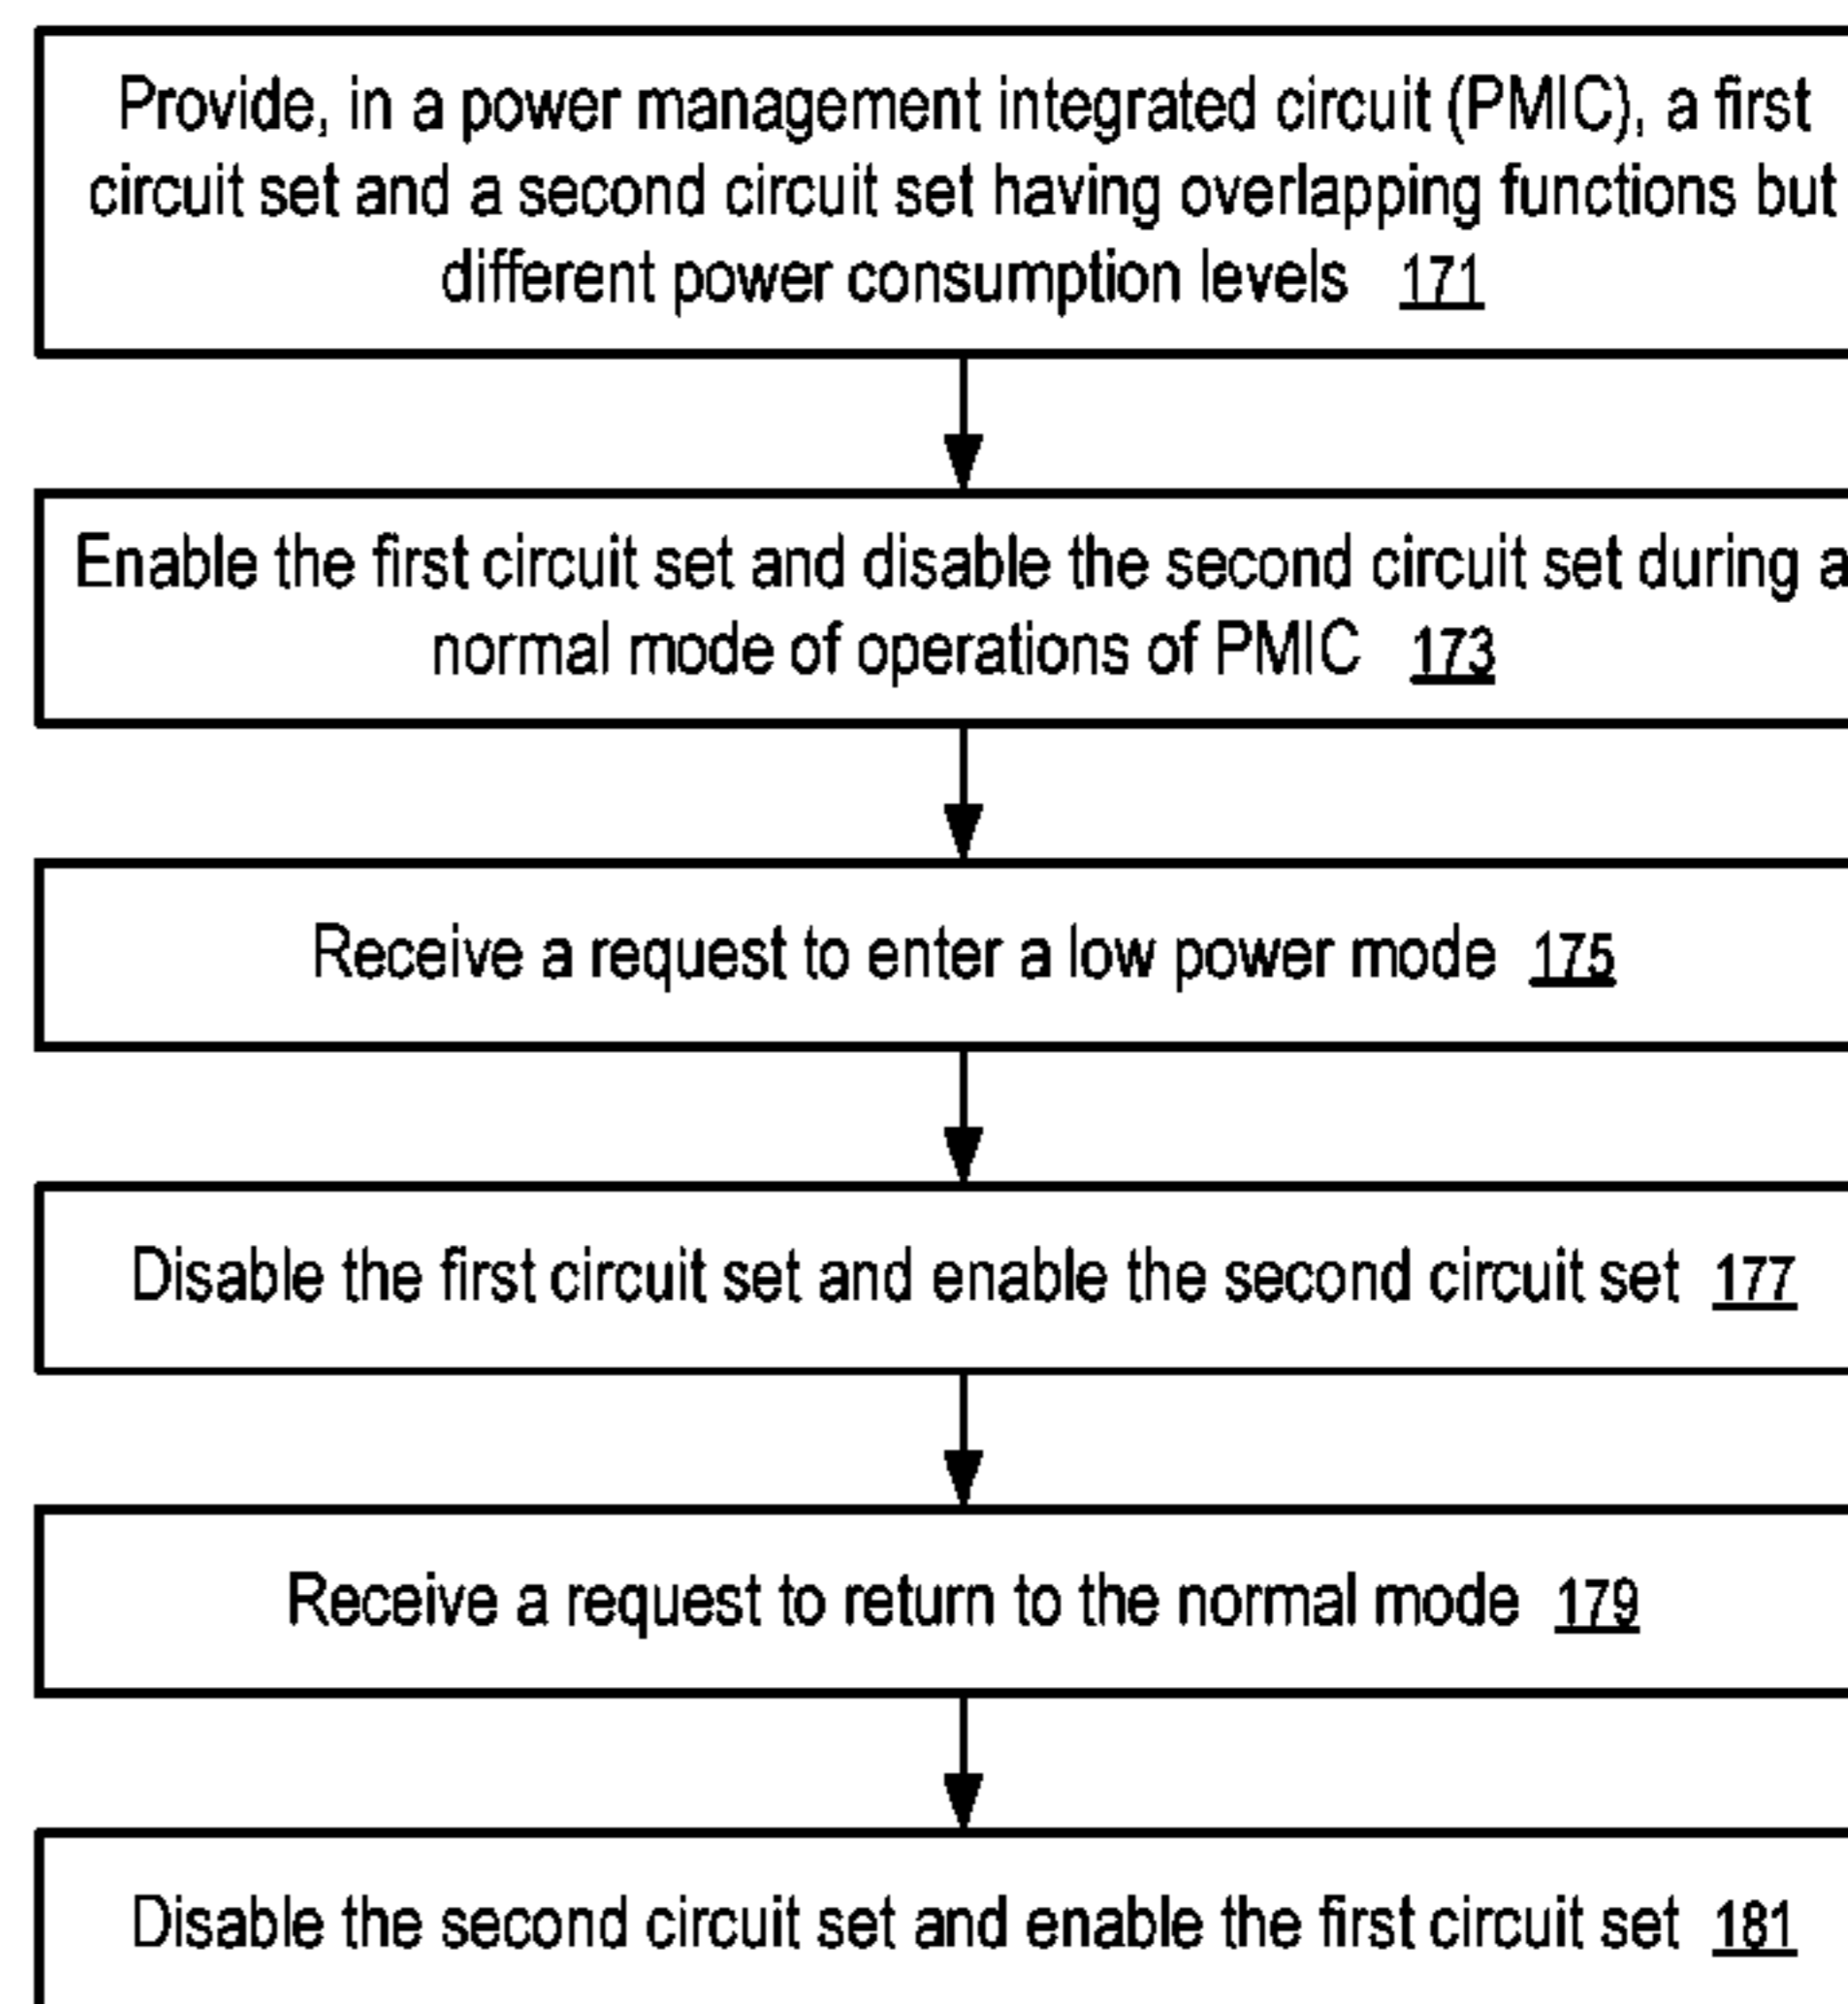 Provide, in a power management integrated circuit (PMIC), a first
circuit set and a second circuit set having overlapping functions but
different power consumption levels 171
Enable the first circuit set and disable the second circuit set during a
normal mode of operations of PMIC 173
Receive a request to enter a low power mode 175
Disable the first circuit set and enable the second circuit set 177
Receive a request to return to the normal mode 179
Disable the second circuit set and enable the first circuit set 181